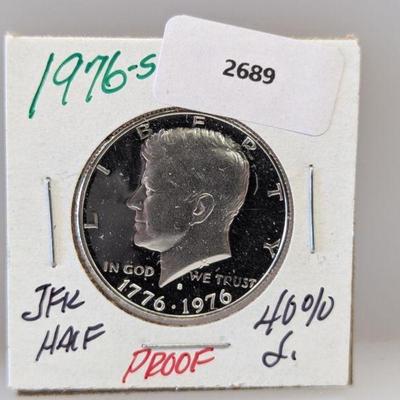 1976-S
2689
LIBERTY
IN GOD WE TRUST
S
1776 · 1976
JFK
HALF
40%
PROOF